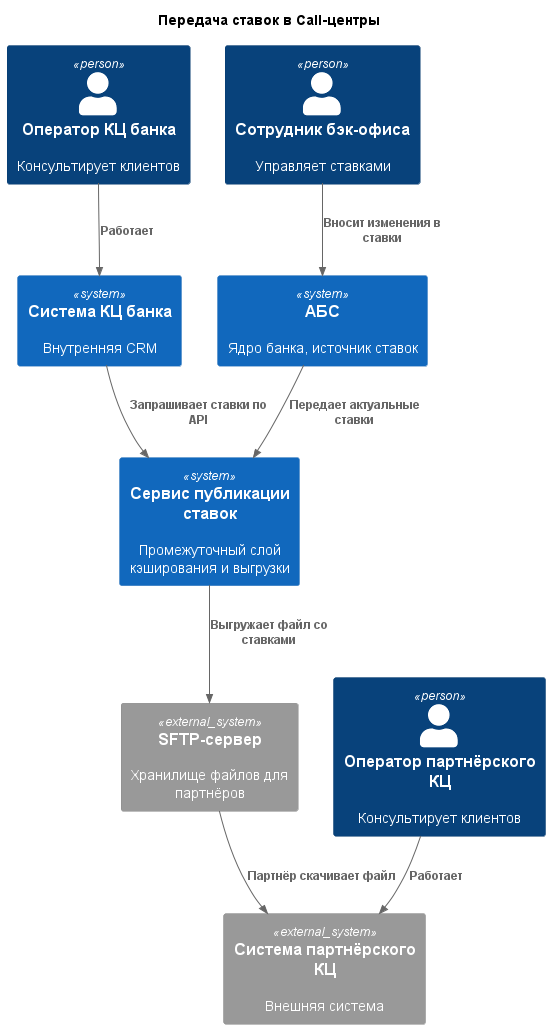 Передача ставок в Call-центры
«person»
Оператор КЦ банка
Консультирует клиентов
«person»
Сотрудник бэк-офиса
Управляет ставками
Работает
Вносит изменения в
ставки
«system»
Система КЦ банка
Внутренняя CRM
«system»
АБС
Ядро банка, источник ставок
Запрашивает ставки по
API
Передает актуальные
ставки
«system»
Сервис публикации
ставок
Промежуточный слой
кэширования и выгрузки
Выгружает файл со
ставками
«external_system»
SFTP-сервер
Хранилище файлов для
партнёров
«person»
Оператор партнёрского
КЦ
Консультирует клиентов
Партнёр скачивает файл
Работает
«external_system»
Система партнёрского
КЦ
Внешняя система